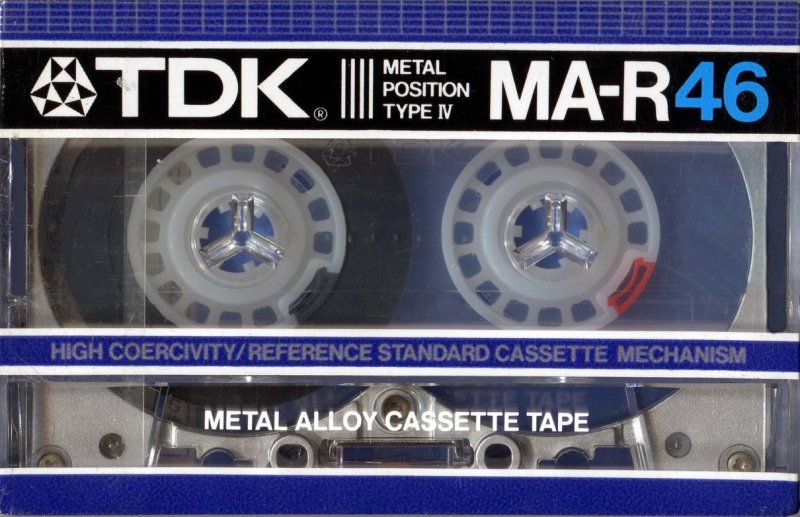 TDK®
METAL
POSITION
TYPE IV
MA-R46
HIGH COERCIVITY/REFERENCE STANDARD CASSETTE MECHANISM
METAL ALLOY CASSETTE TAPE